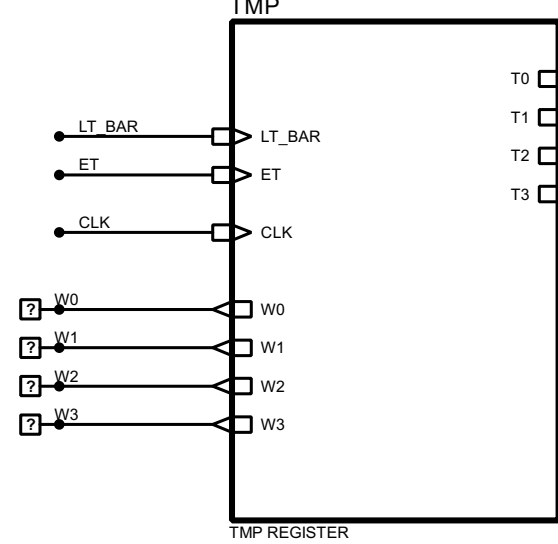 TMP
T0
T1
LT_BAR
LT_BAR
T2
ET
ET
T3
CLK
CLK
? W0 W0
? W1 W1
? W2 W2
? W3 W3
TMP REGISTER